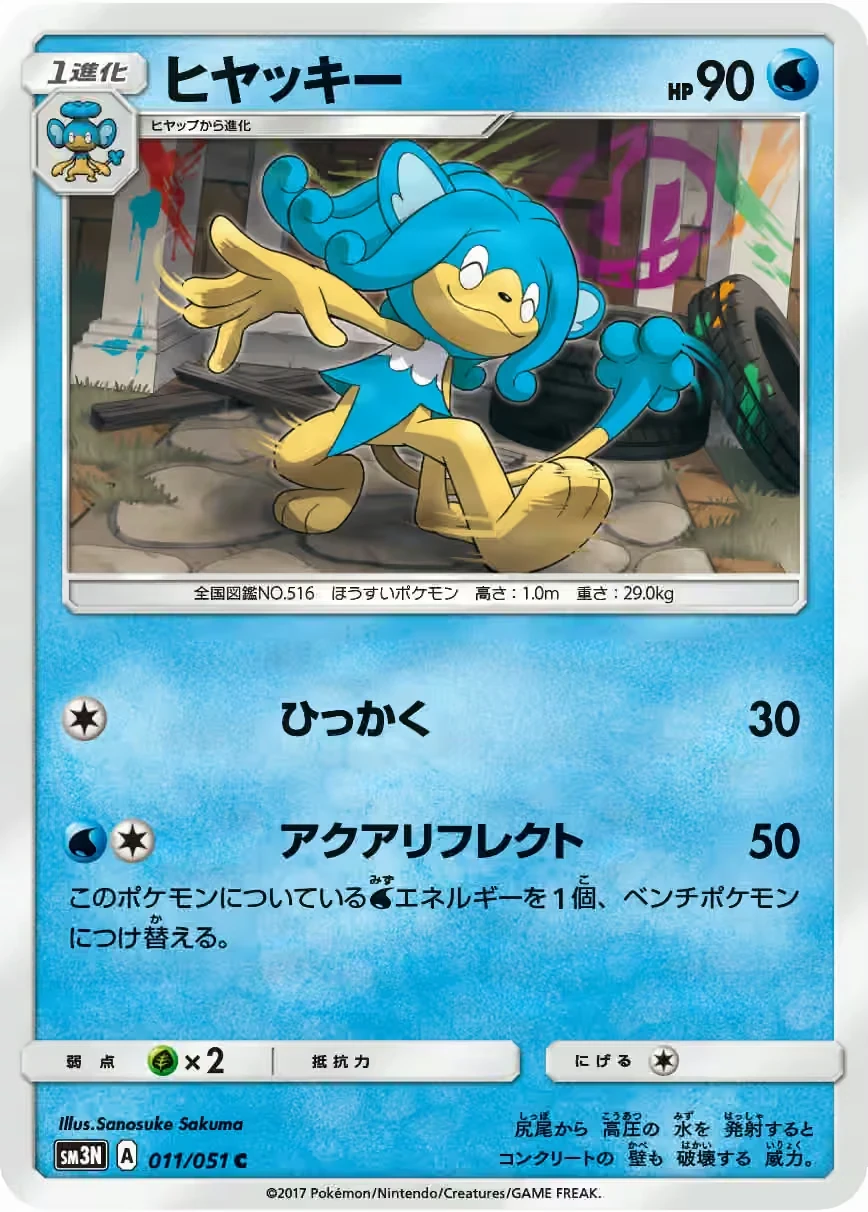 1進化 ヒヤッキー HP90
ヒヤップから進化
全国図鑑NO.516 ほうすいポケモン 高さ:1.0m 重さ:29.0kg
ひっかく 30
アクアリフレクト 50
このポケモンについている水エネルギーを1個、ベンチポケモン
につけ替える。
弱点 ×2 抵抗力 にげる
Illus.Sanosuke Sakuma
SM3N A 011/051 C
尻尾から 高圧の 水を 発射すると
コンクリートの 壁も 破壊する 威力。
©2017 Pokémon/Nintendo/Creatures/GAME FREAK.